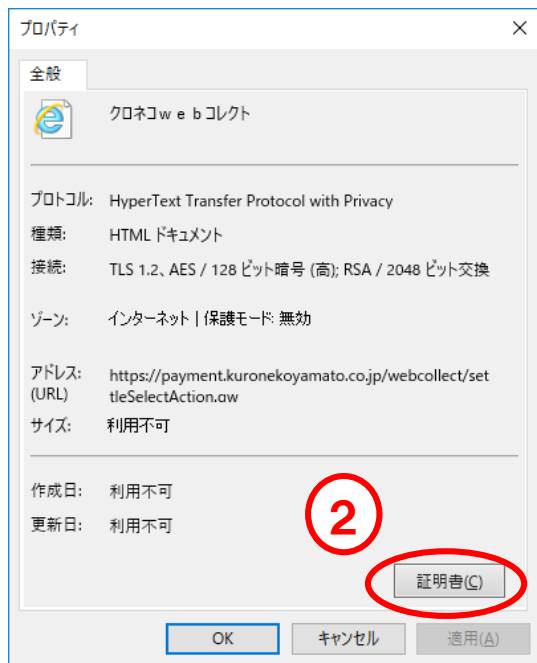 プロパティ
全般
クロネコｗｅｂコレクト
プロトコル: HyperText Transfer Protocol with Privacy
種類: HTML ドキュメント
接続: TLS 1.2、AES / 128 ビット暗号 (高); RSA / 2048 ビット交換
ゾーン: インターネット | 保護モード: 無効
アドレス: https://payment.kuronekoyamato.co.jp/webcollect/set
(URL) tleSelectAction.gw
サイズ: 利用不可
作成日: 利用不可
更新日: 利用不可
2
証明書(C)
OK キャンセル 適用(A)